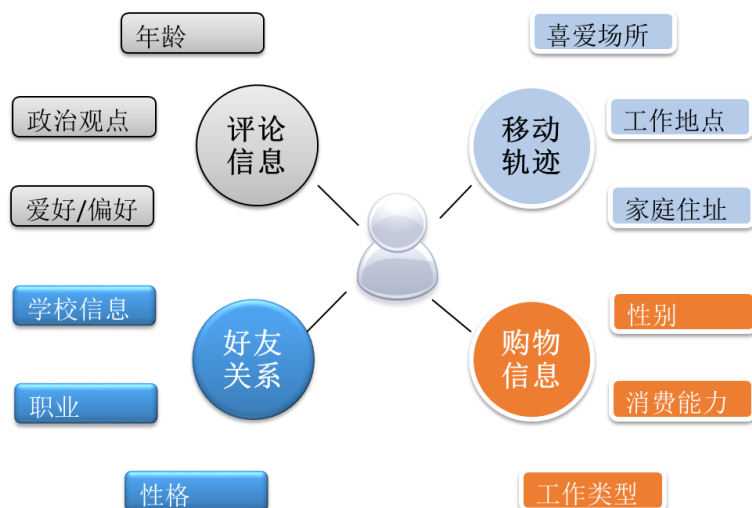 年龄
喜爱场所
政治观点
评论
信息
移动
轨迹
工作地点
爱好/偏好
家庭住址
学校信息
好友
关系
购物
信息
性别
职业
消费能力
性格
工作类型